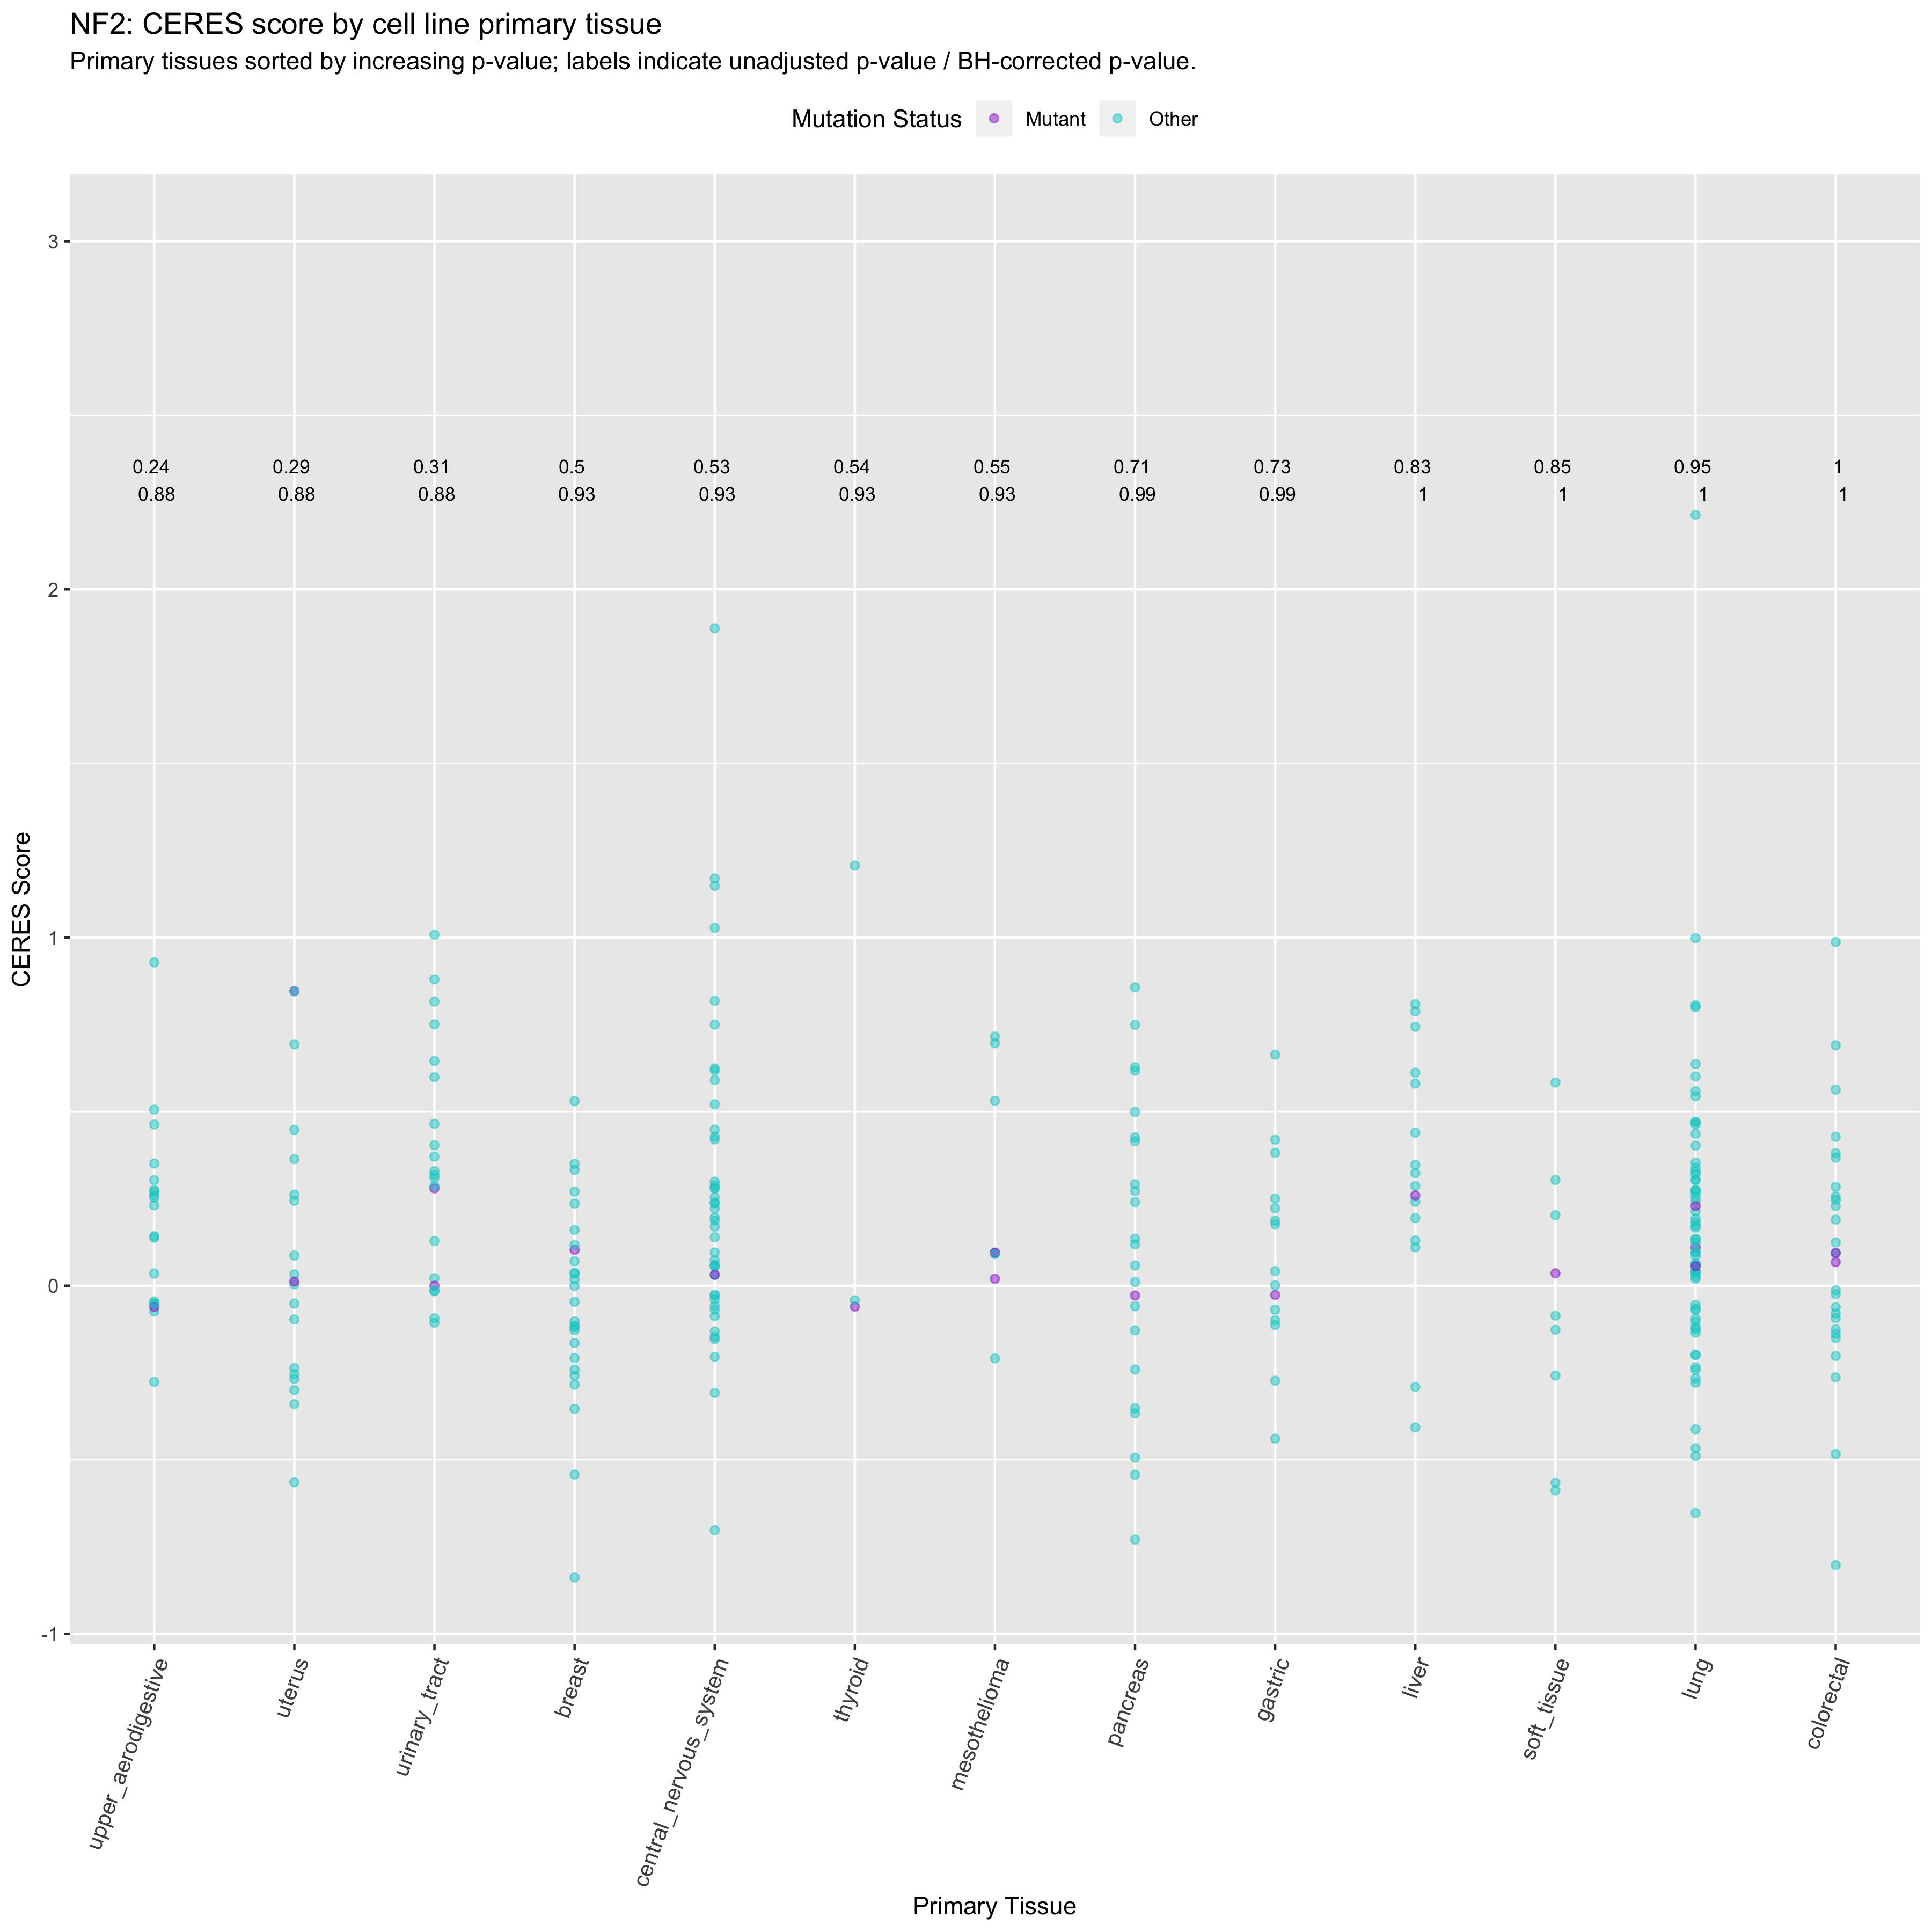 NF2: CERES score by cell line primary tissue
Primary tissues sorted by increasing p-value; labels indicate unadjusted p-value / BH-corrected p-value.
Mutation Status Mutant Other
3
0.24 0.29 0.31 0.5 0.53 0.54 0.55 0.71 0.73 0.83 0.85 0.95 1
0.88 0.88 0.88 0.93 0.93 0.93 0.93 0.99 0.99 1 1 1 1
2
CERES Score
1
0
-1
upper_aerodigestive uterus urinary_tract breast central_nervous_system thyroid mesothelioma pancreas gastric liver soft_tissue lung colorectal
Primary Tissue